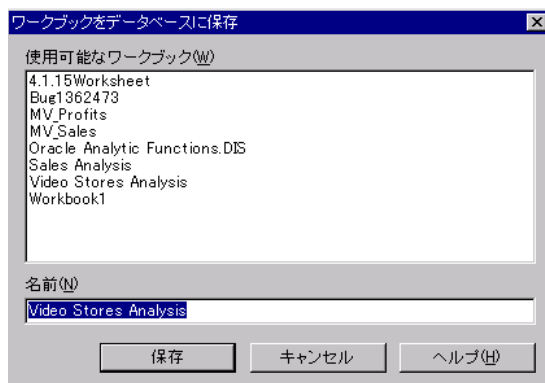 ワークブックをデータベースに保存
使用可能なワークブック(W)
4.1.15Worksheet
Bug1362473
MV_Profits
MV_Sales
Oracle Analytic Functions.DIS
Sales Analysis
Video Stores Analysis
Workbook1
名前(N)
Video Stores Analysis
保存 キャンセル ヘルプ(H)